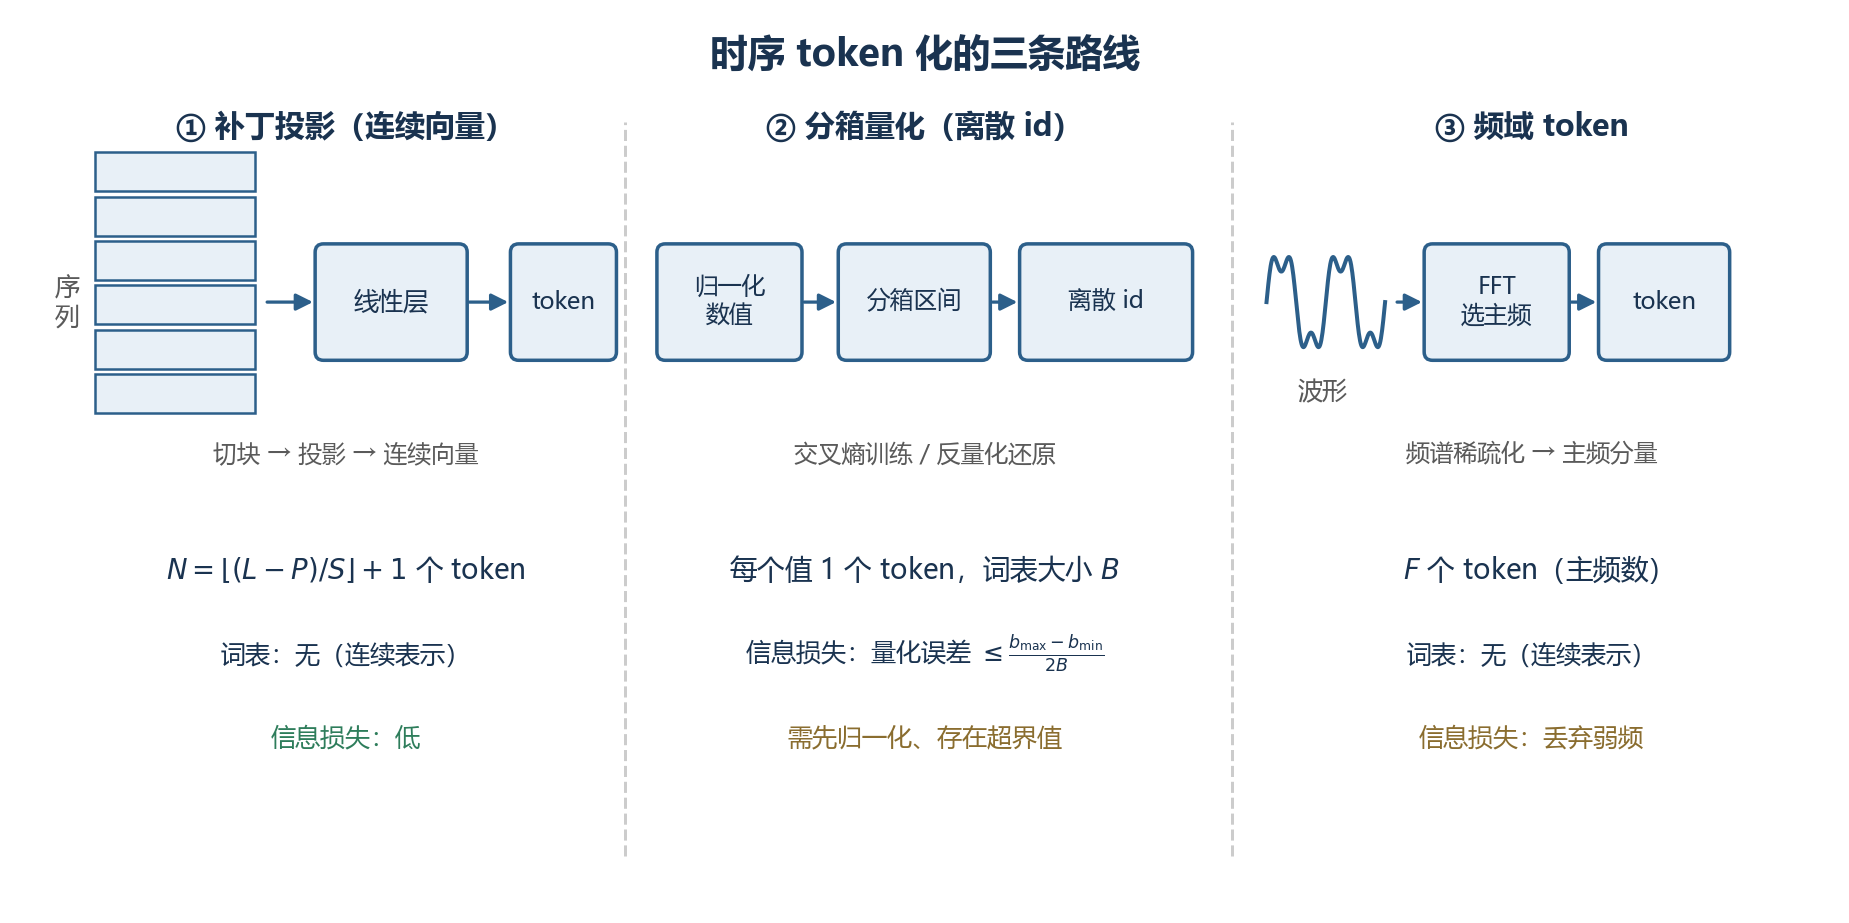 时序 token 化的三条路线
① 补丁投影（连续向量）
序
列
线性层
token
切块 → 投影 → 连续向量
N = ⌊(L − P)/S⌋ + 1 个 token
词表：无（连续表示）
信息损失：低
② 分箱量化（离散 id）
归一化
数值
分箱区间
离散 id
交叉熵训练 / 反量化还原
每个值 1 个 token，词表大小 B
信息损失：量化误差 ≤ (b_max − b_min)/(2B)
需先归一化、存在超界值
③ 频域 token
波形
FFT
选主频
token
频谱稀疏化 → 主频分量
F 个 token（主频数）
词表：无（连续表示）
信息损失：丢弃弱频